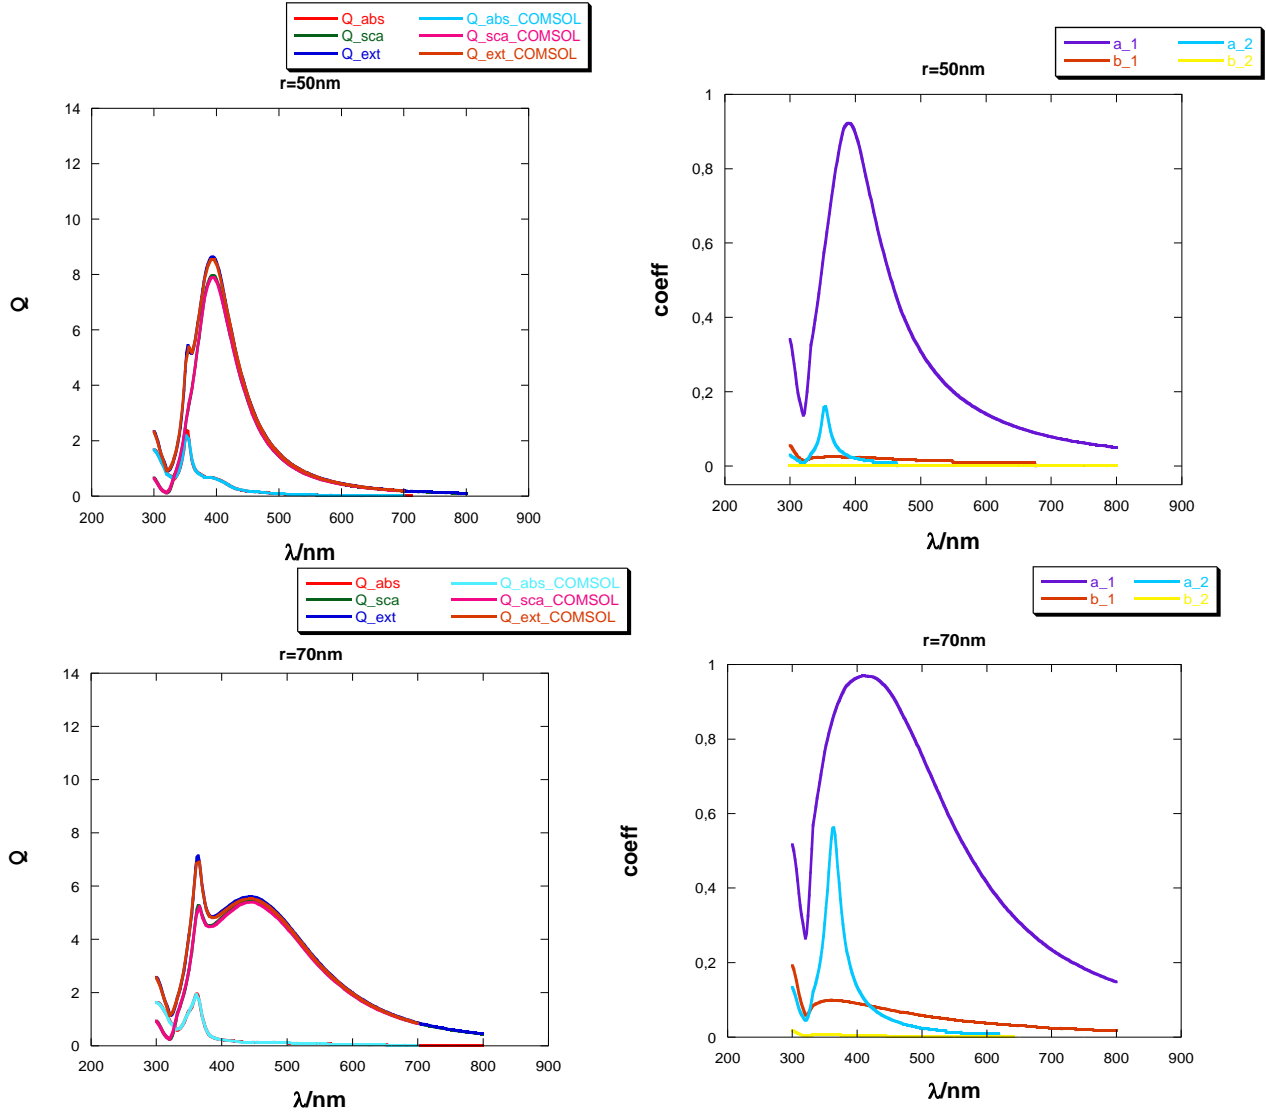 Q_abs Q_abs_COMSOL
Q_sca Q_sca_COMSOL
Q_ext Q_ext_COMSOL
r=50nm
14
12
10
8
6
4
2
0
200 300 400 500 600 700 800 900
Q
λ/nm
a_1 a_2
b_1 b_2
r=50nm
1
0,8
0,6
0,4
0,2
0
200 300 400 500 600 700 800 900
coeff
λ/nm
Q_abs Q_abs_COMSOL
Q_sca Q_sca_COMSOL
Q_ext Q_ext_COMSOL
r=70nm
14
12
10
8
6
4
2
0
200 300 400 500 600 700 800 900
Q
λ/nm
a_1 a_2
b_1 b_2
r=70nm
1
0,8
0,6
0,4
0,2
0
200 300 400 500 600 700 800 900
coeff
λ/nm